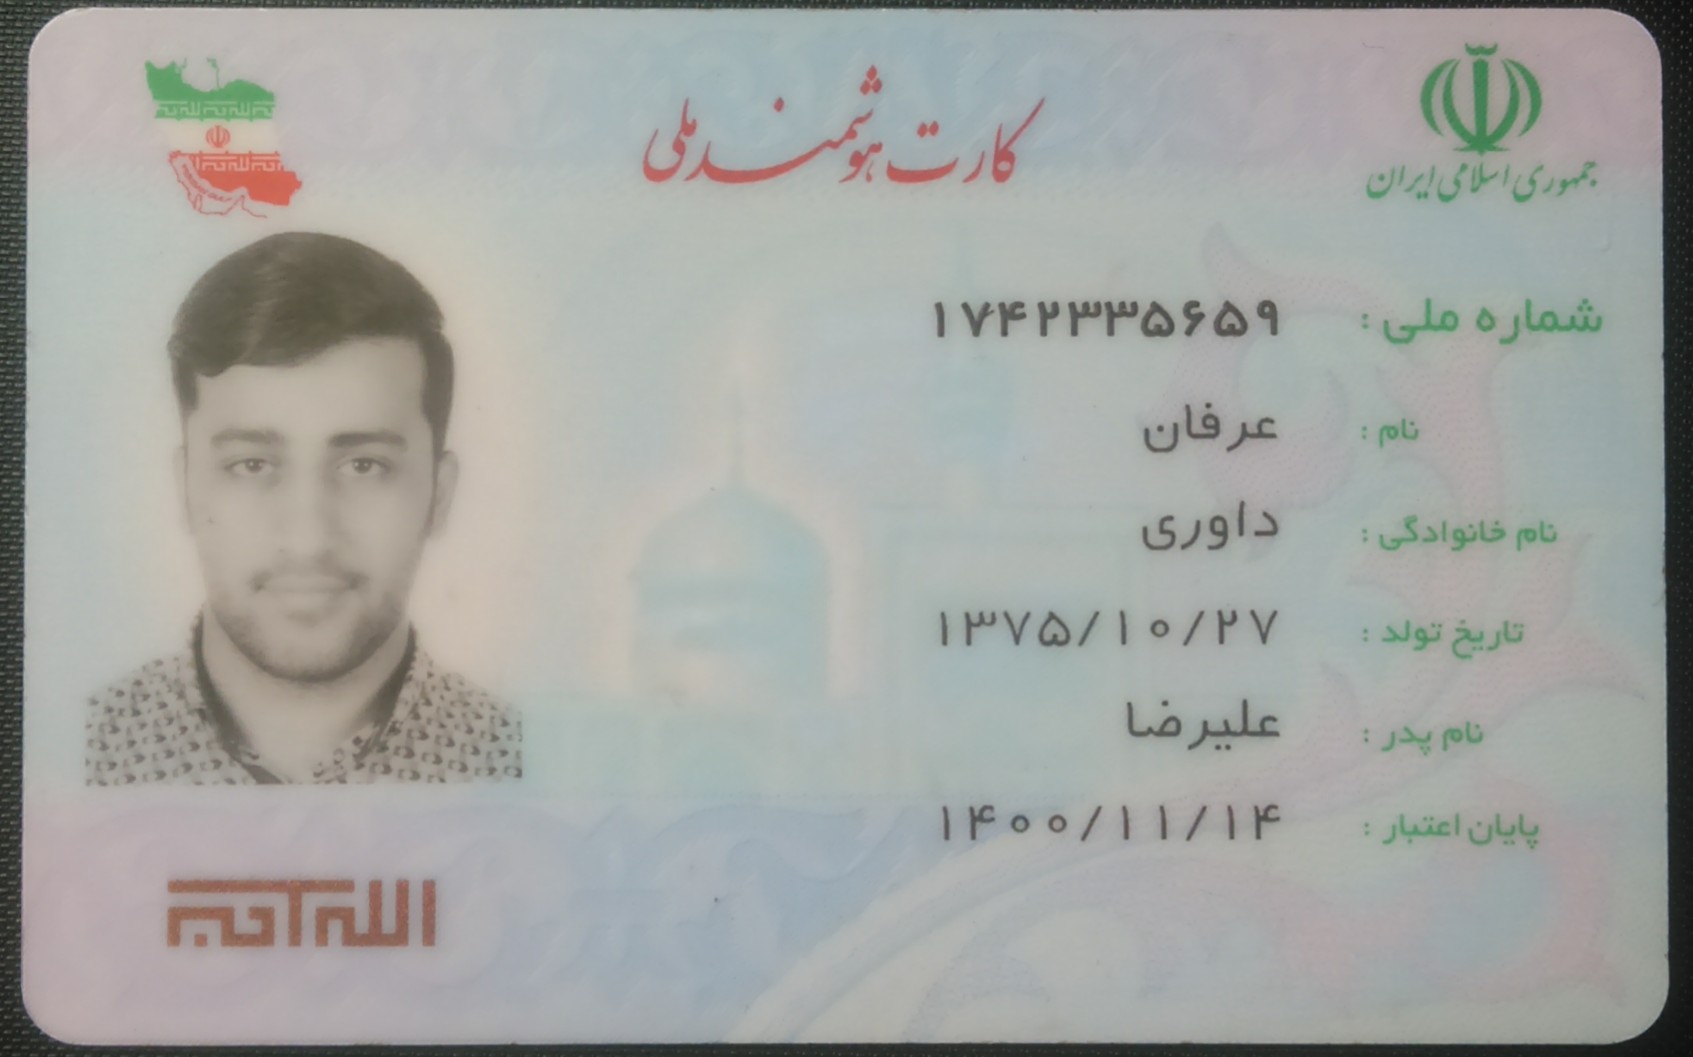 جمهوری اسلامی ایران
کارت هوشمند ملی
شماره ملی : ۱۷۴۲۳۳۵۶۵۹
نام : عرفان
نام خانوادگی : داوری
تاریخ تولد : ۱۳۷۵/۱۰/۲۷
نام پدر : علیرضا
پایان اعتبار : ۱۴۰۰/۱۱/۱۴
الله اکبر